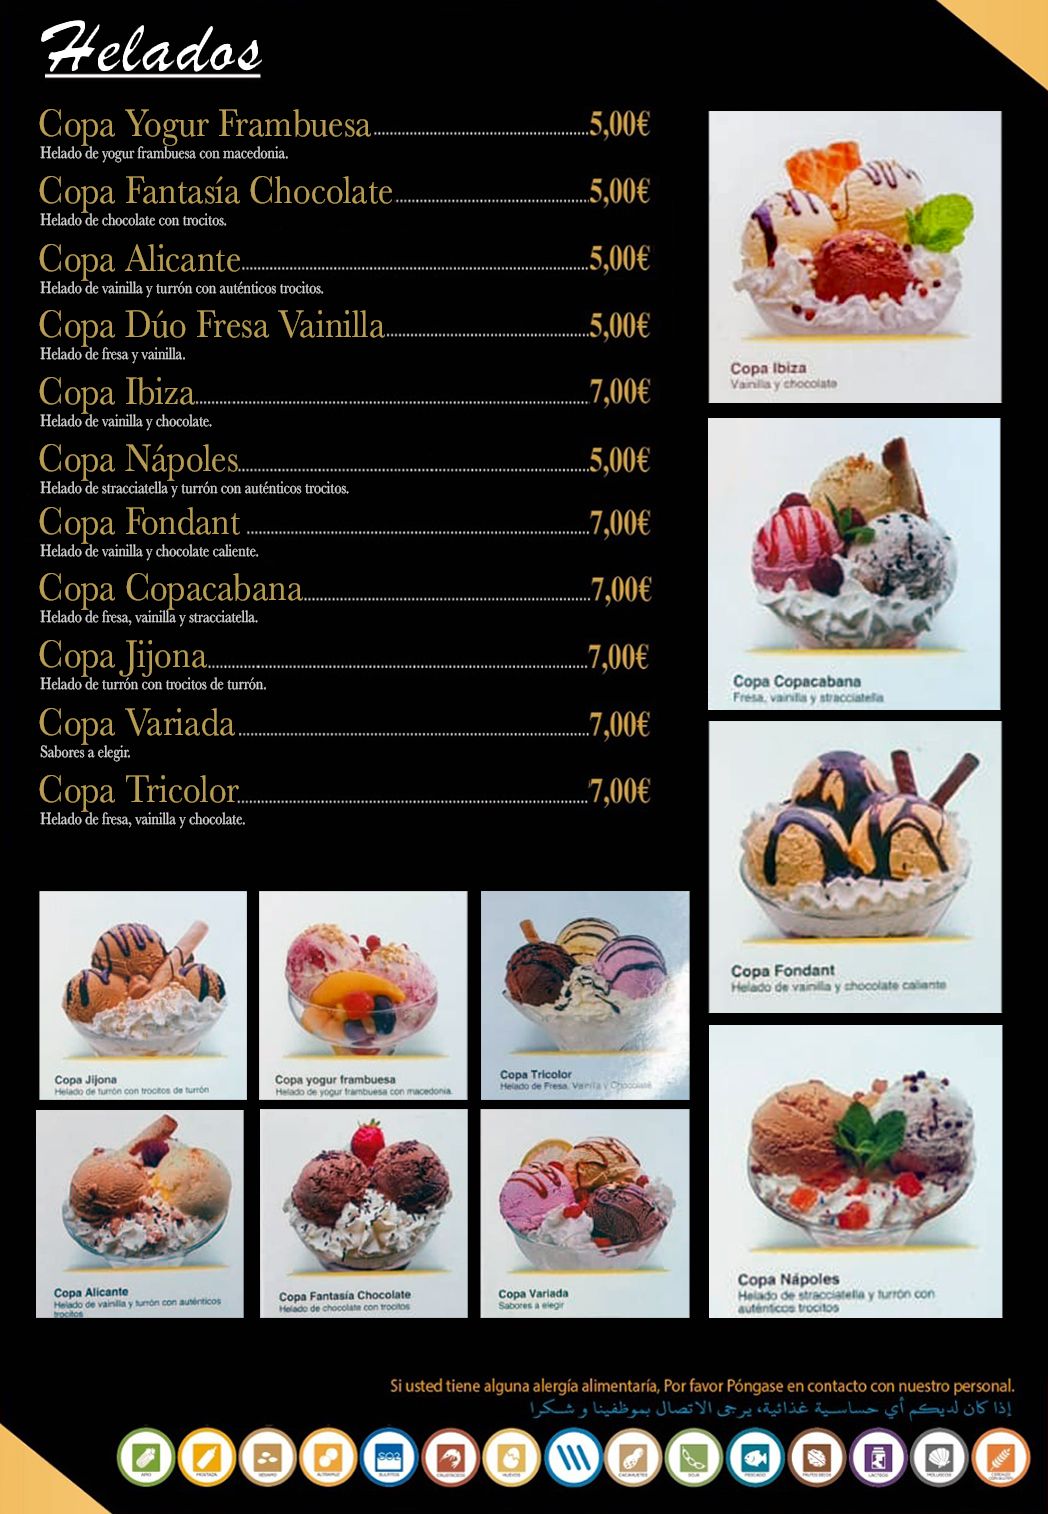 Helados
Copa Yogur Frambuesa 5,00€
Helado de yogur frambuesa con macedonia.
Copa Fantasía Chocolate 5,00€
Helado de chocolate con trocitos.
Copa Alicante 5,00€
Helado de vainilla y turrón con auténticos trocitos.
Copa Dúo Fresa Vainilla 5,00€
Helado de fresa y vainilla.
Copa Ibiza 7,00€
Helado de vainilla y chocolate.
Copa Nápoles 5,00€
Helado de stracciatella y turrón con auténticos trocitos.
Copa Fondant 7,00€
Helado de vainilla y chocolate caliente.
Copa Copacabana 7,00€
Helado de fresa, vainilla y stracciatella.
Copa Jijona 7,00€
Helado de turrón con trocitos de turrón.
Copa Variada 7,00€
Sabores a elegir.
Copa Tricolor 7,00€
Helado de fresa, vainilla y chocolate.
Copa Ibiza
Vainilla y chocolate
Copa Copacabana
Fresa, vainilla y stracciatella
Copa Fondant
Helado de vainilla y chocolate caliente
Copa Nápoles
Helado de stracciatella y turrón con
auténticos trocitos
Copa Jijona
Helado de turrón con trocitos de turrón
Copa yogur frambuesa
Helado de yogur frambuesa con macedonia.
Copa Tricolor
Helado de Fresa, Vainilla y Chocolate
Copa Alicante
Helado de vainilla y turrón con auténticos
trocitos
Copa Fantasía Chocolate
Helado de chocolate con trocitos
Copa Variada
Sabores a elegir
Si usted tiene alguna alergía alimentaría, Por favor Póngase en contacto con nuestro personal.
إذا كان لديكم أي حساسية غذائية، يرجى الاتصال بموظفينا و شكرا
APIO MOSTAZA SESAMO ALTRAMUZ SO2 SULFITOS CRUSTACEOS HUEVOS CACAHUETES SOJA PESCADO FRUTOS SECOS LACTEOS MOLUSCOS CEREALES CON GLUTEN